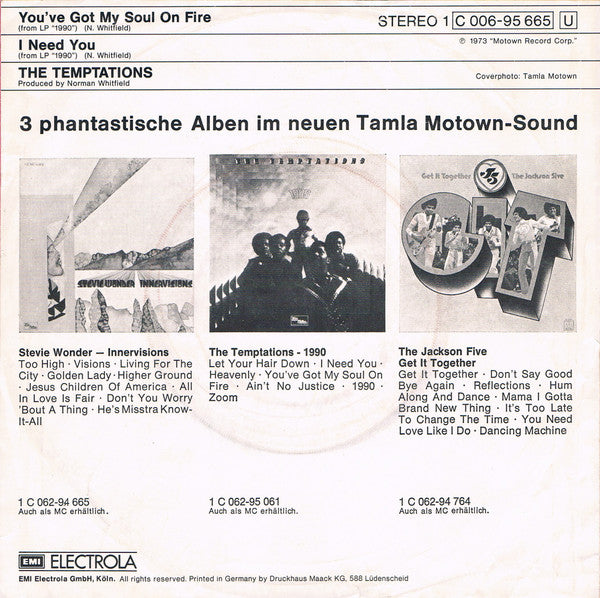 You've Got My Soul On Fire
(from LP "1990") (N. Whitfield)
STEREO 1 C 006-95 665 U
I Need You
(from LP "1990") (N. Whitfield)
℗ 1973 "Motown Record Corp."
THE TEMPTATIONS
Produced by Norman Whitfield
Coverphoto: Tamla Motown
3 phantastische Alben im neuen Tamla Motown-Sound
STEVIE WONDER INNERVISIONS
THE TEMPTATIONS
1990
Get It Together The Jackson Five
J5
GIT
Stevie Wonder – Innervisions
Too High · Visions · Living For The
City · Golden Lady · Higher Ground
· Jesus Children Of America · All
In Love Is Fair · Don't You Worry
'Bout A Thing · He's Misstra Know-
It-All
1 C 062-94 665
Auch als MC erhältlich.
The Temptations - 1990
Let Your Hair Down · I Need You ·
Heavenly · You've Got My Soul On
Fire · Ain't No Justice · 1990 ·
Zoom
1 C 062-95 061
Auch als MC erhältlich.
The Jackson Five
Get It Together
Get It Together · Don't Say Good
Bye Again · Reflections · Hum
Along And Dance · Mama I Gotta
Brand New Thing · It's Too Late
To Change The Time · You Need
Love Like I Do · Dancing Machine
1 C 062-94 764
Auch als MC erhältlich.
EMI ELECTROLA
EMI Electrola GmbH, Köln. All rights reserved. Printed in Germany by Druckhaus Maack KG, 588 Lüdenscheid